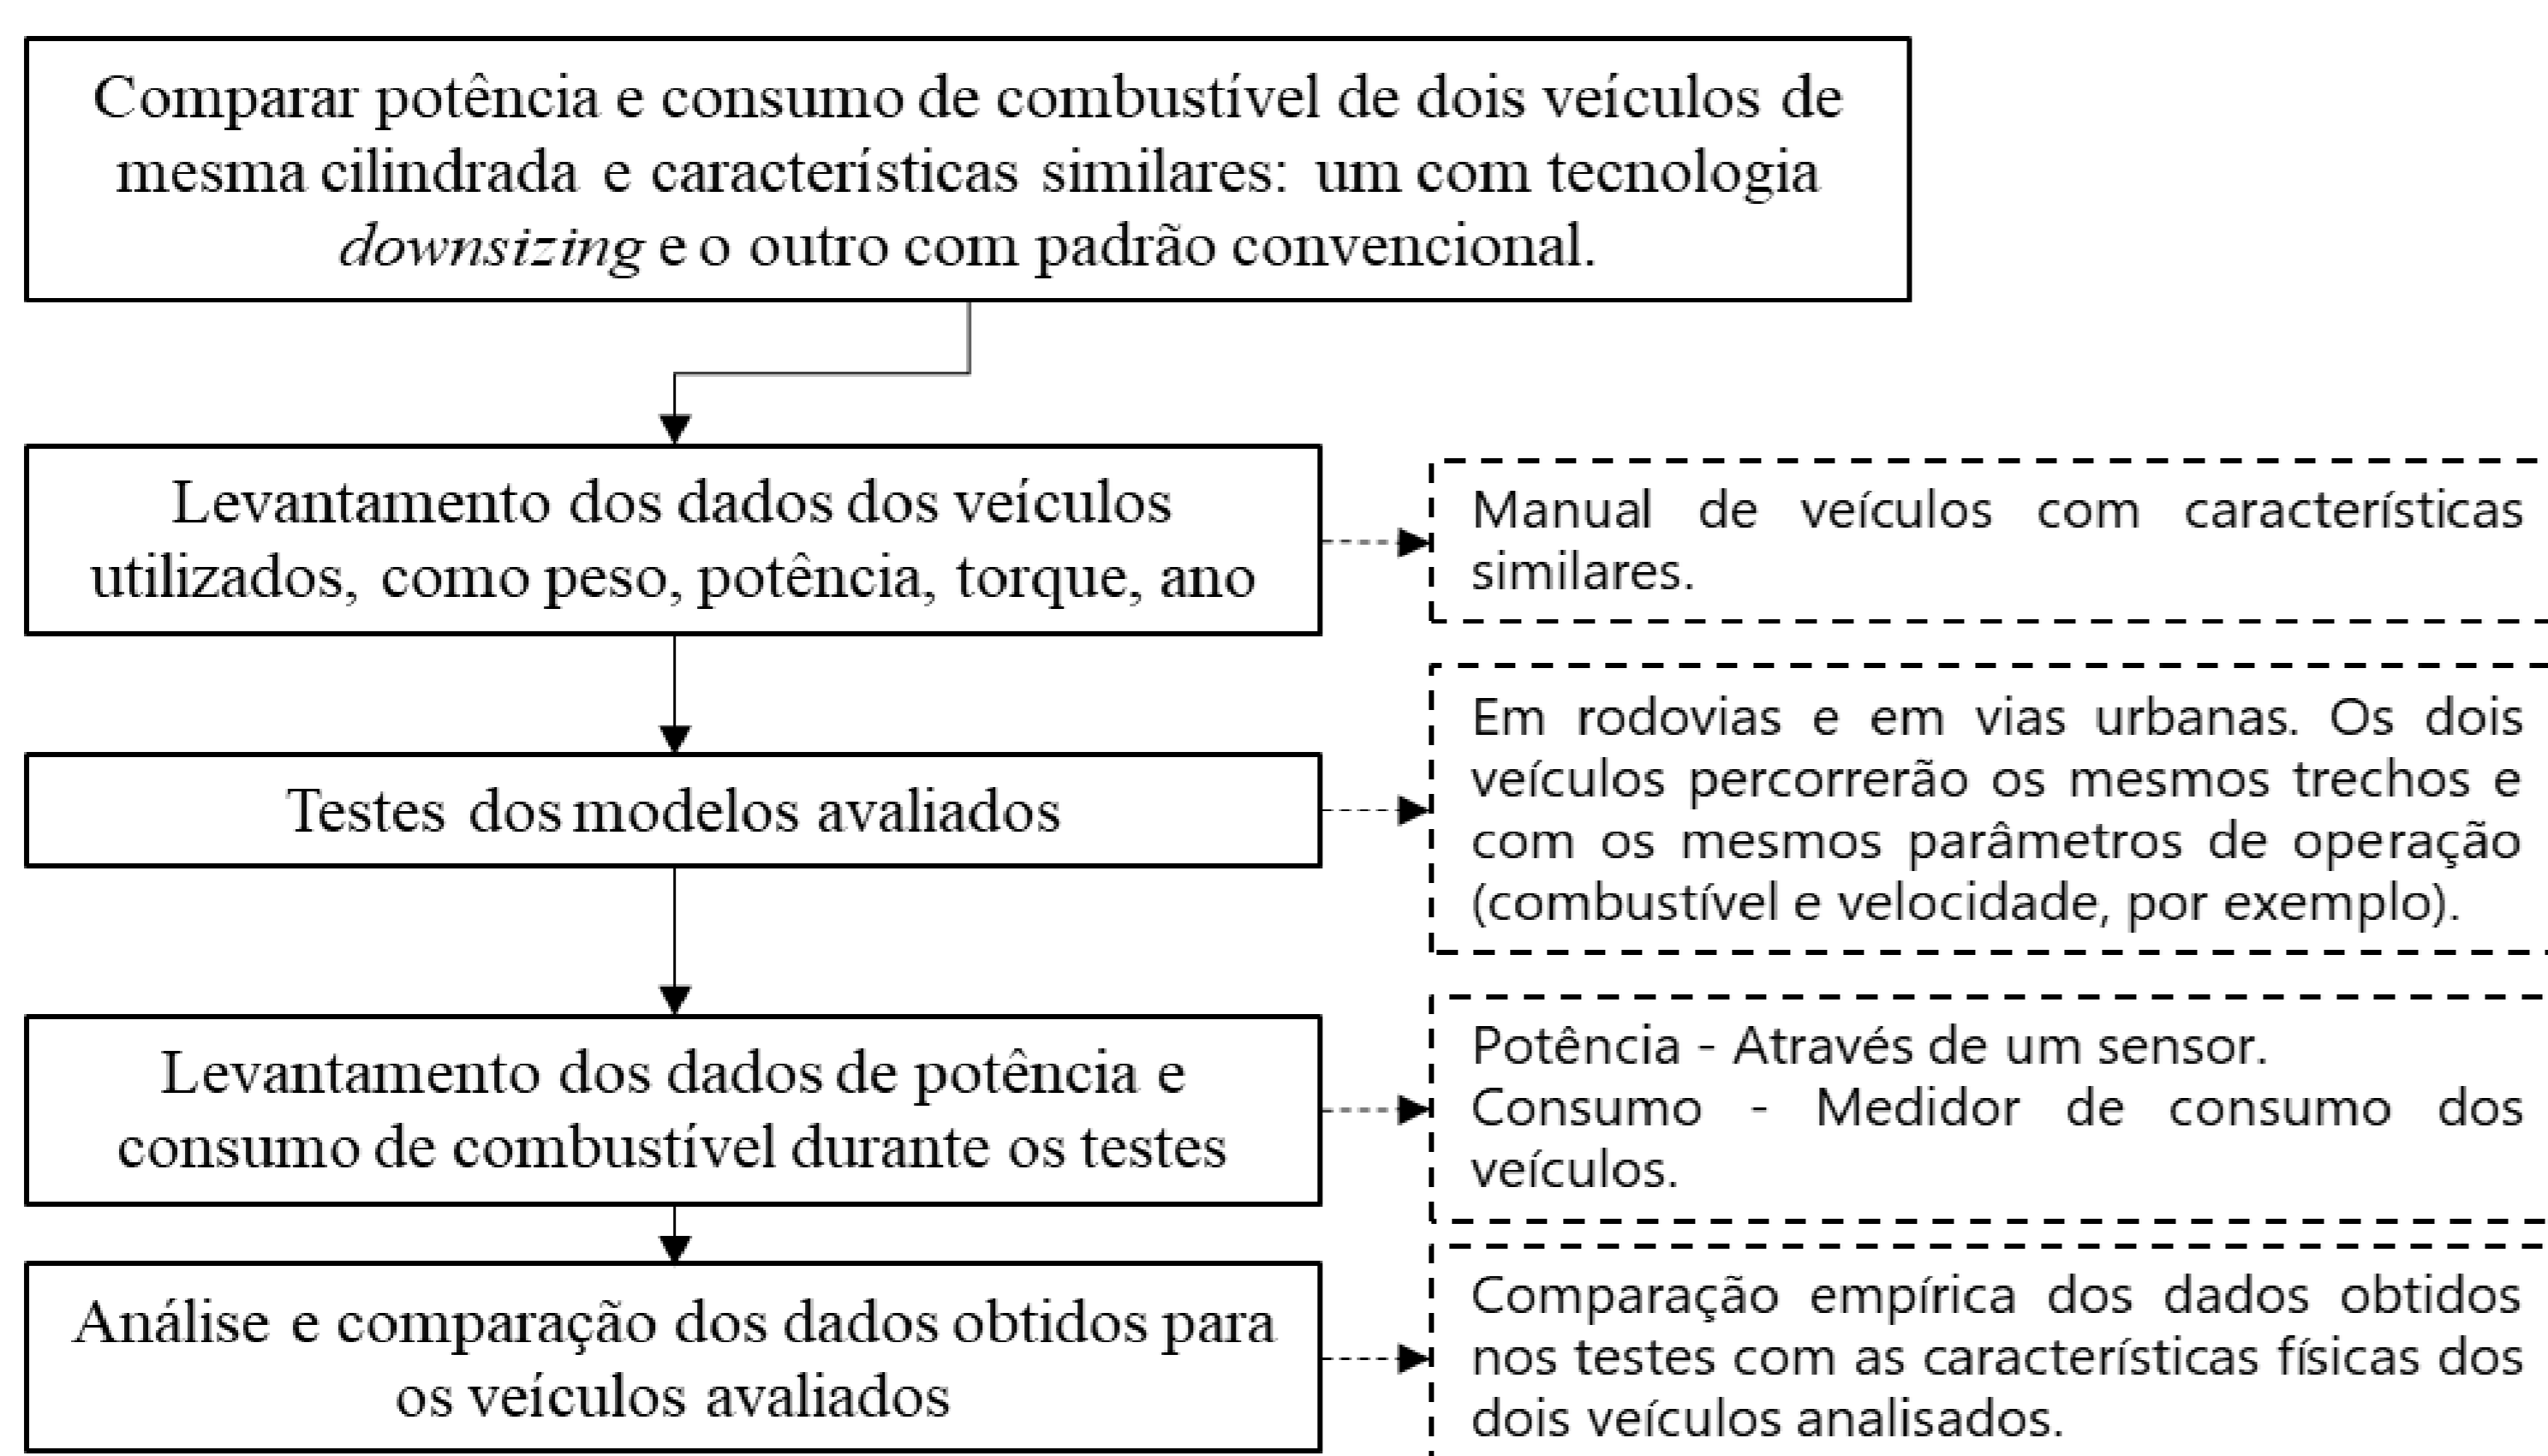 Comparar potência e consumo de combustível de dois veículos de
mesma cilindrada e características similares: um com tecnologia
downsizing e o outro com padrão convencional.
Levantamento dos dados dos veículos
utilizados, como peso, potência, torque, ano
Manual de veículos com características
similares.
Testes dos modelos avaliados
Em rodovias e em vias urbanas. Os dois
veículos percorrerão os mesmos trechos e
com os mesmos parâmetros de operação
(combustível e velocidade, por exemplo).
Levantamento dos dados de potência e
consumo de combustível durante os testes
Potência - Através de um sensor.
Consumo - Medidor de consumo dos
veículos.
Análise e comparação dos dados obtidos para
os veículos avaliados
Comparação empírica dos dados obtidos
nos testes com as características físicas dos
dois veículos analisados.